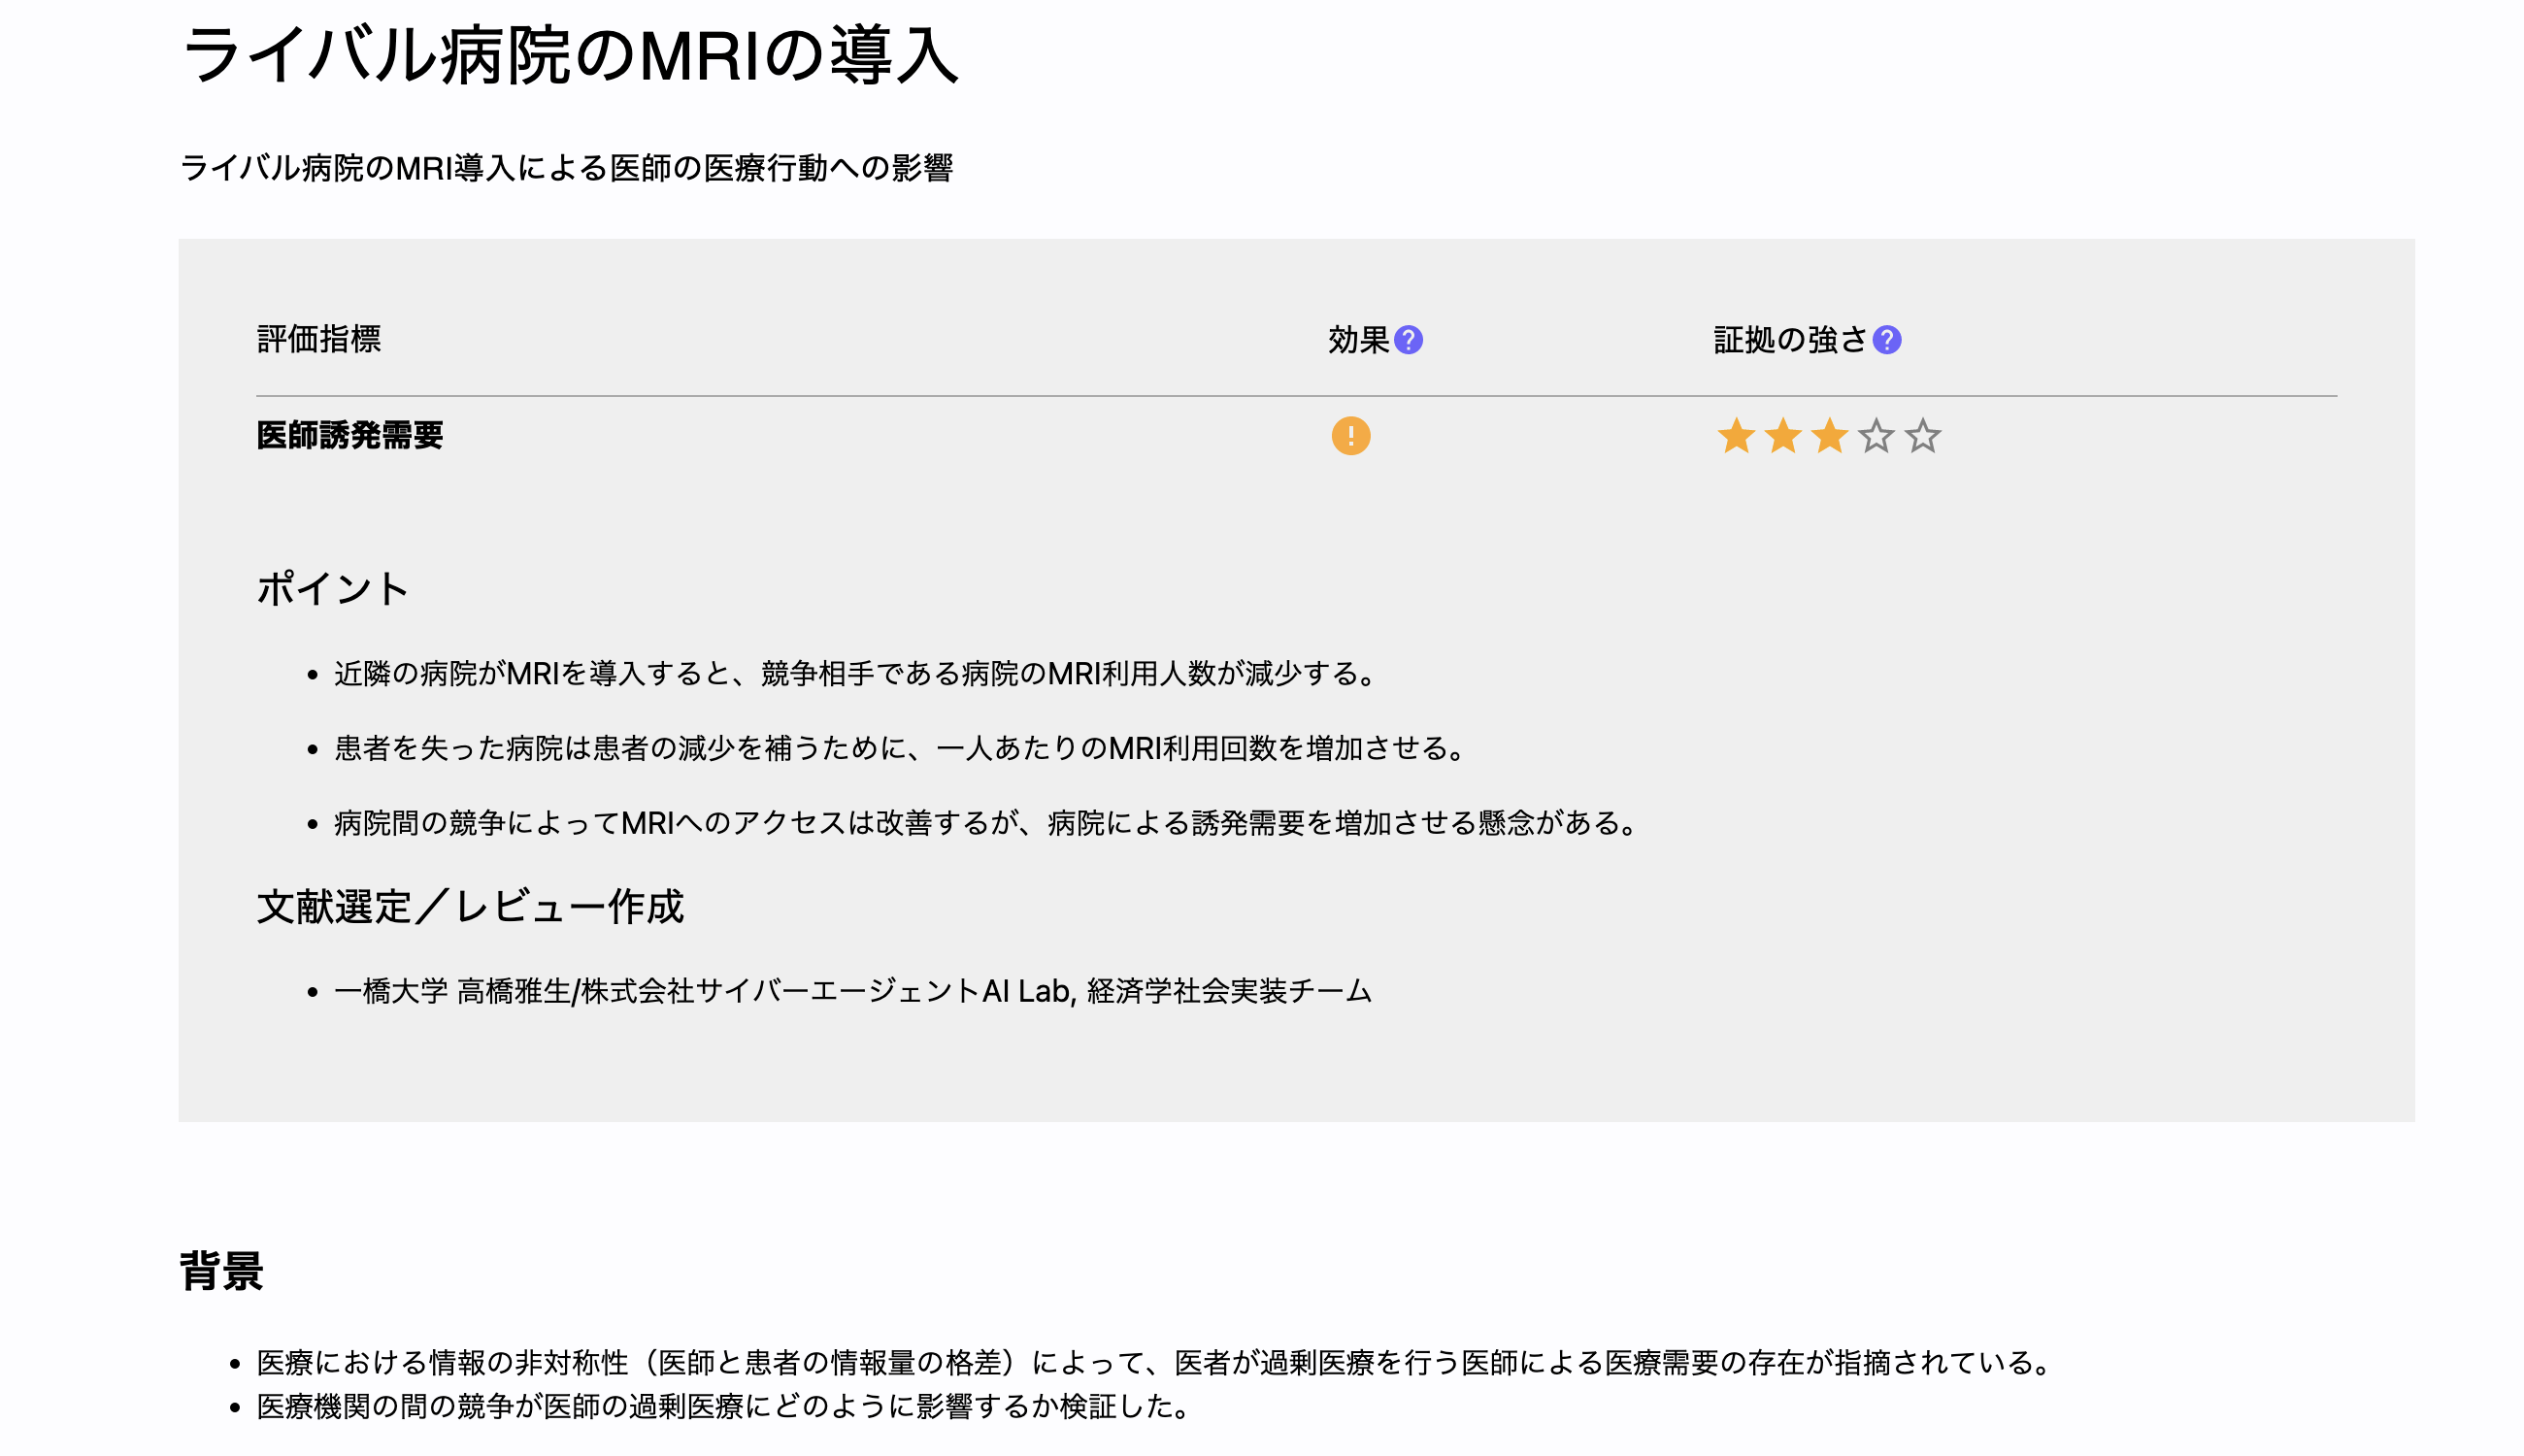 ライバル病院のMRIの導入
ライバル病院のMRI導入による医師の医療行動への影響
評価指標 効果? 証拠の強さ?
医師誘発需要 !
ポイント
近隣の病院がMRIを導入すると、競争相手である病院のMRI利用人数が減少する。
患者を失った病院は患者の減少を補うために、一人あたりのMRI利用回数を増加させる。
病院間の競争によってMRIへのアクセスは改善するが、病院による誘発需要を増加させる懸念がある。
文献選定／レビュー作成
一橋大学 高橋雅生/株式会社サイバーエージェントAI Lab, 経済学社会実装チーム
背景
医療における情報の非対称性（医師と患者の情報量の格差）によって、医者が過剰医療を行う医師による医療需要の存在が指摘されている。
医療機関の間の競争が医師の過剰医療にどのように影響するか検証した。